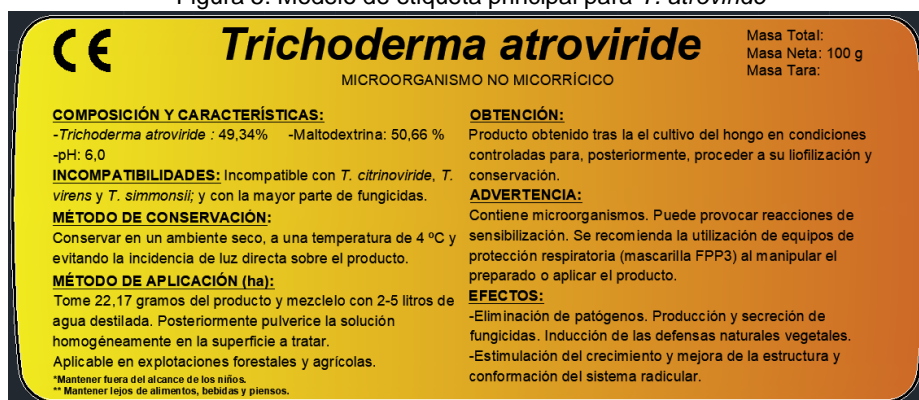 Figura 5. Modelo de etiqueta principal para T. atroviride
CE
Trichoderma atroviride
MICROORGANISMO NO MICORRÍCICO
Masa Total:
Masa Neta: 100 g
Masa Tara:
COMPOSICIÓN Y CARACTERÍSTICAS:
-Trichoderma atroviride : 49,34% -Maltodextrina: 50,66 %
-pH: 6,0
INCOMPATIBILIDADES: Incompatible con T. citrinoviride, T.
virens y T. simmonsii; y con la mayor parte de fungicidas.
MÉTODO DE CONSERVACIÓN:
Conservar en un ambiente seco, a una temperatura de 4 ºC y
evitando la incidencia de luz directa sobre el producto.
MÉTODO DE APLICACIÓN (ha):
Tome 22,17 gramos del producto y mezclelo con 2-5 litros de
agua destilada. Posteriormente pulverice la solución
homogéneamente en la superficie a tratar.
Aplicable en explotaciones forestales y agrícolas.
*Mantener fuera del alcance de los niños.
** Mantener lejos de alimentos, bebidas y piensos.
OBTENCIÓN:
Producto obtenido tras la el cultivo del hongo en condiciones
controladas para, posteriormente, proceder a su liofilización y
conservación.
ADVERTENCIA:
Contiene microorganismos. Puede provocar reacciones de
sensibilización. Se recomienda la utilización de equipos de
protección respiratoria (mascarilla FPP3) al manipular el
preparado o aplicar el producto.
EFECTOS:
-Eliminación de patógenos. Producción y secreción de
fungicidas. Inducción de las defensas naturales vegetales.
-Estimulación del crecimiento y mejora de la estructura y
conformación del sistema radicular.